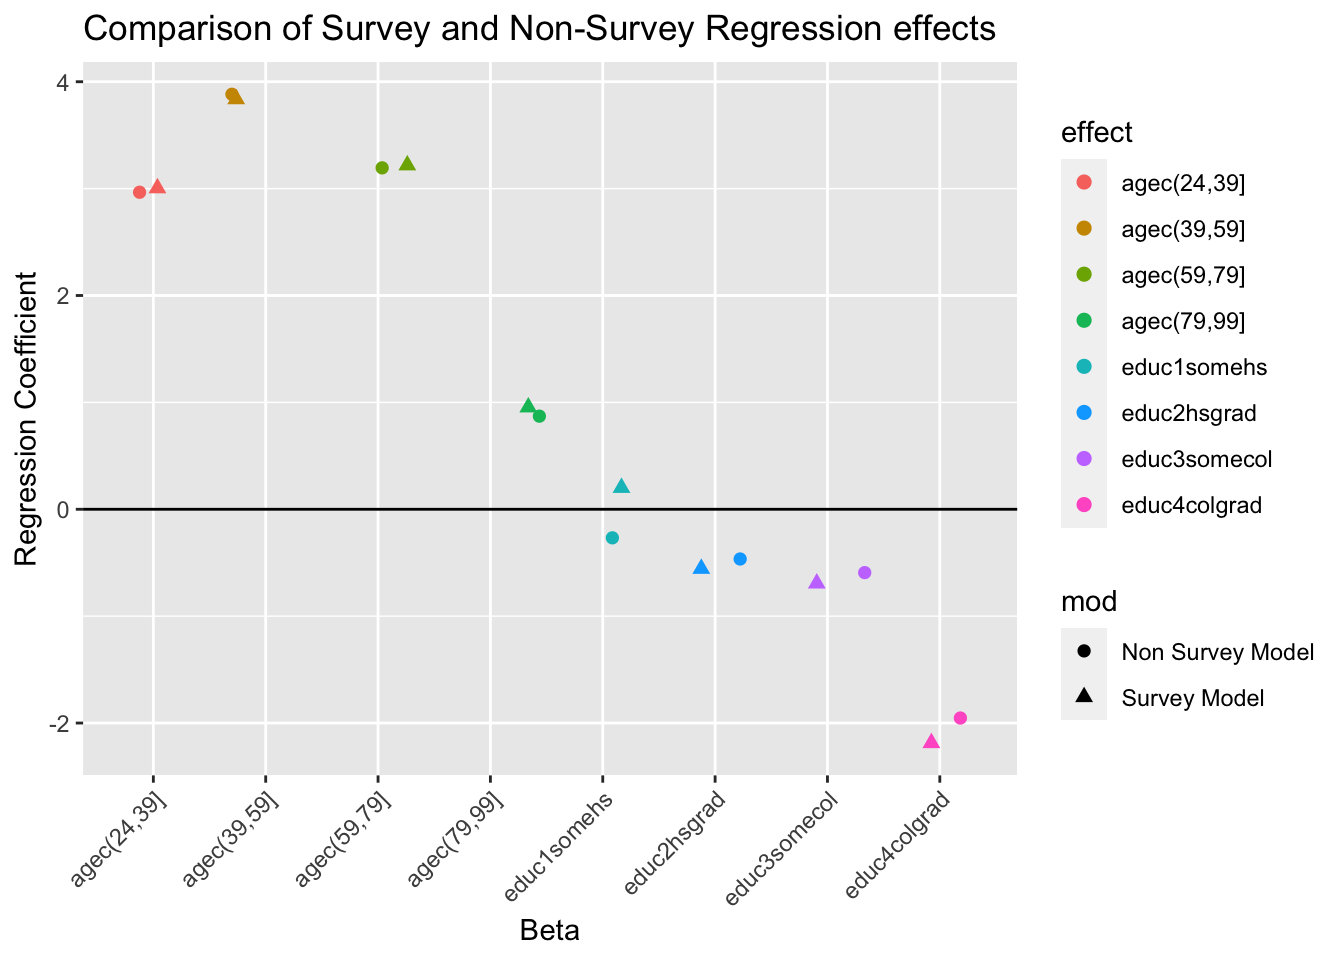 Comparison of Survey and Non-Survey Regression effects
Regression Coefficient
4
2
0
-2
agec(24,39]
agec(39,59]
agec(59,79]
agec(79,99]
educ1somehs
educ2hsgrad
educ3somecol
educ4colgrad
Beta
effect
agec(24,39]
agec(39,59]
agec(59,79]
agec(79,99]
educ1somehs
educ2hsgrad
educ3somecol
educ4colgrad
mod
Non Survey Model
Survey Model